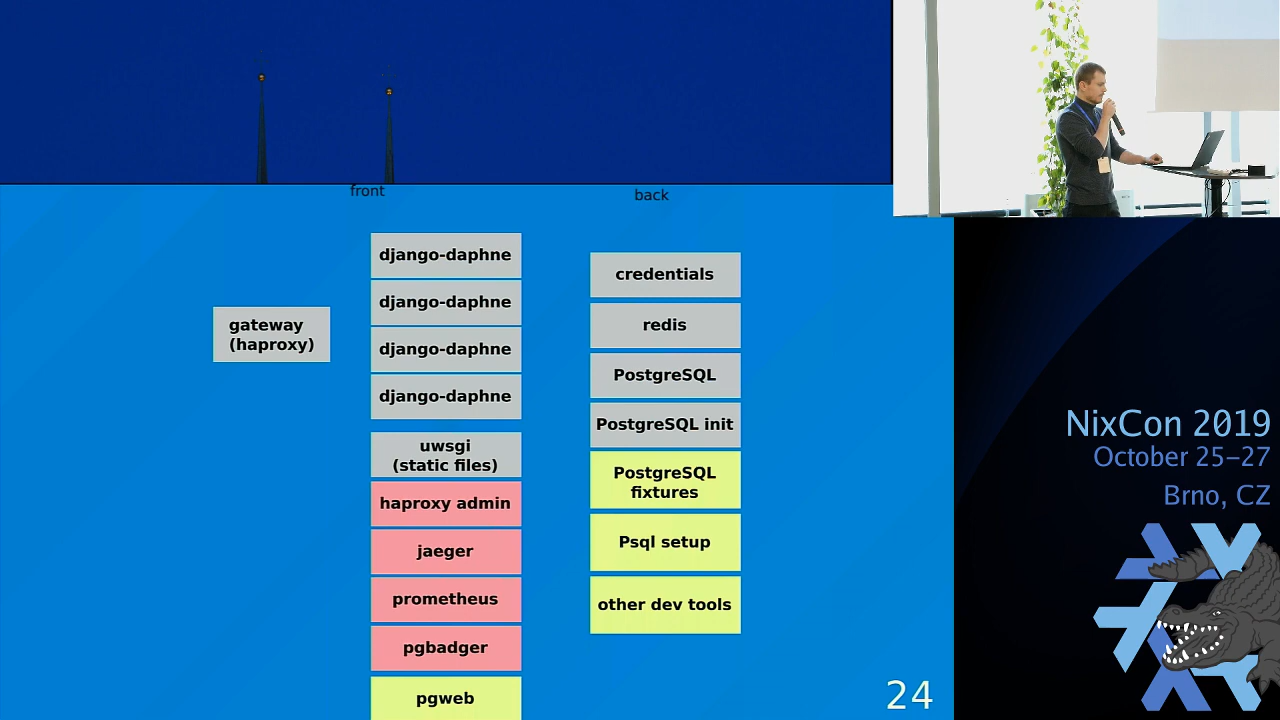 front
back
gateway
(haproxy)
django-daphne
django-daphne
django-daphne
django-daphne
uwsgi
(static files)
haproxy admin
jaeger
prometheus
pgbadger
pgweb
credentials
redis
PostgreSQL
PostgreSQL init
PostgreSQL
fixtures
Psql setup
other dev tools
24
NixCon 2019
October 25–27
Brno, CZ